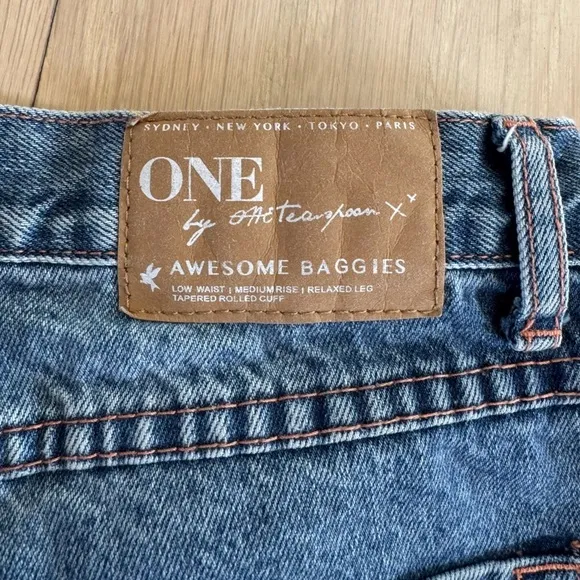 SYDNEY • NEW YORK • TOKYO • PARIS
ONE
by OneTeaspoon XX
AWESOME BAGGIES
LOW WAIST | MEDIUM RISE | RELAXED LEG
TAPERED ROLLED CUFF